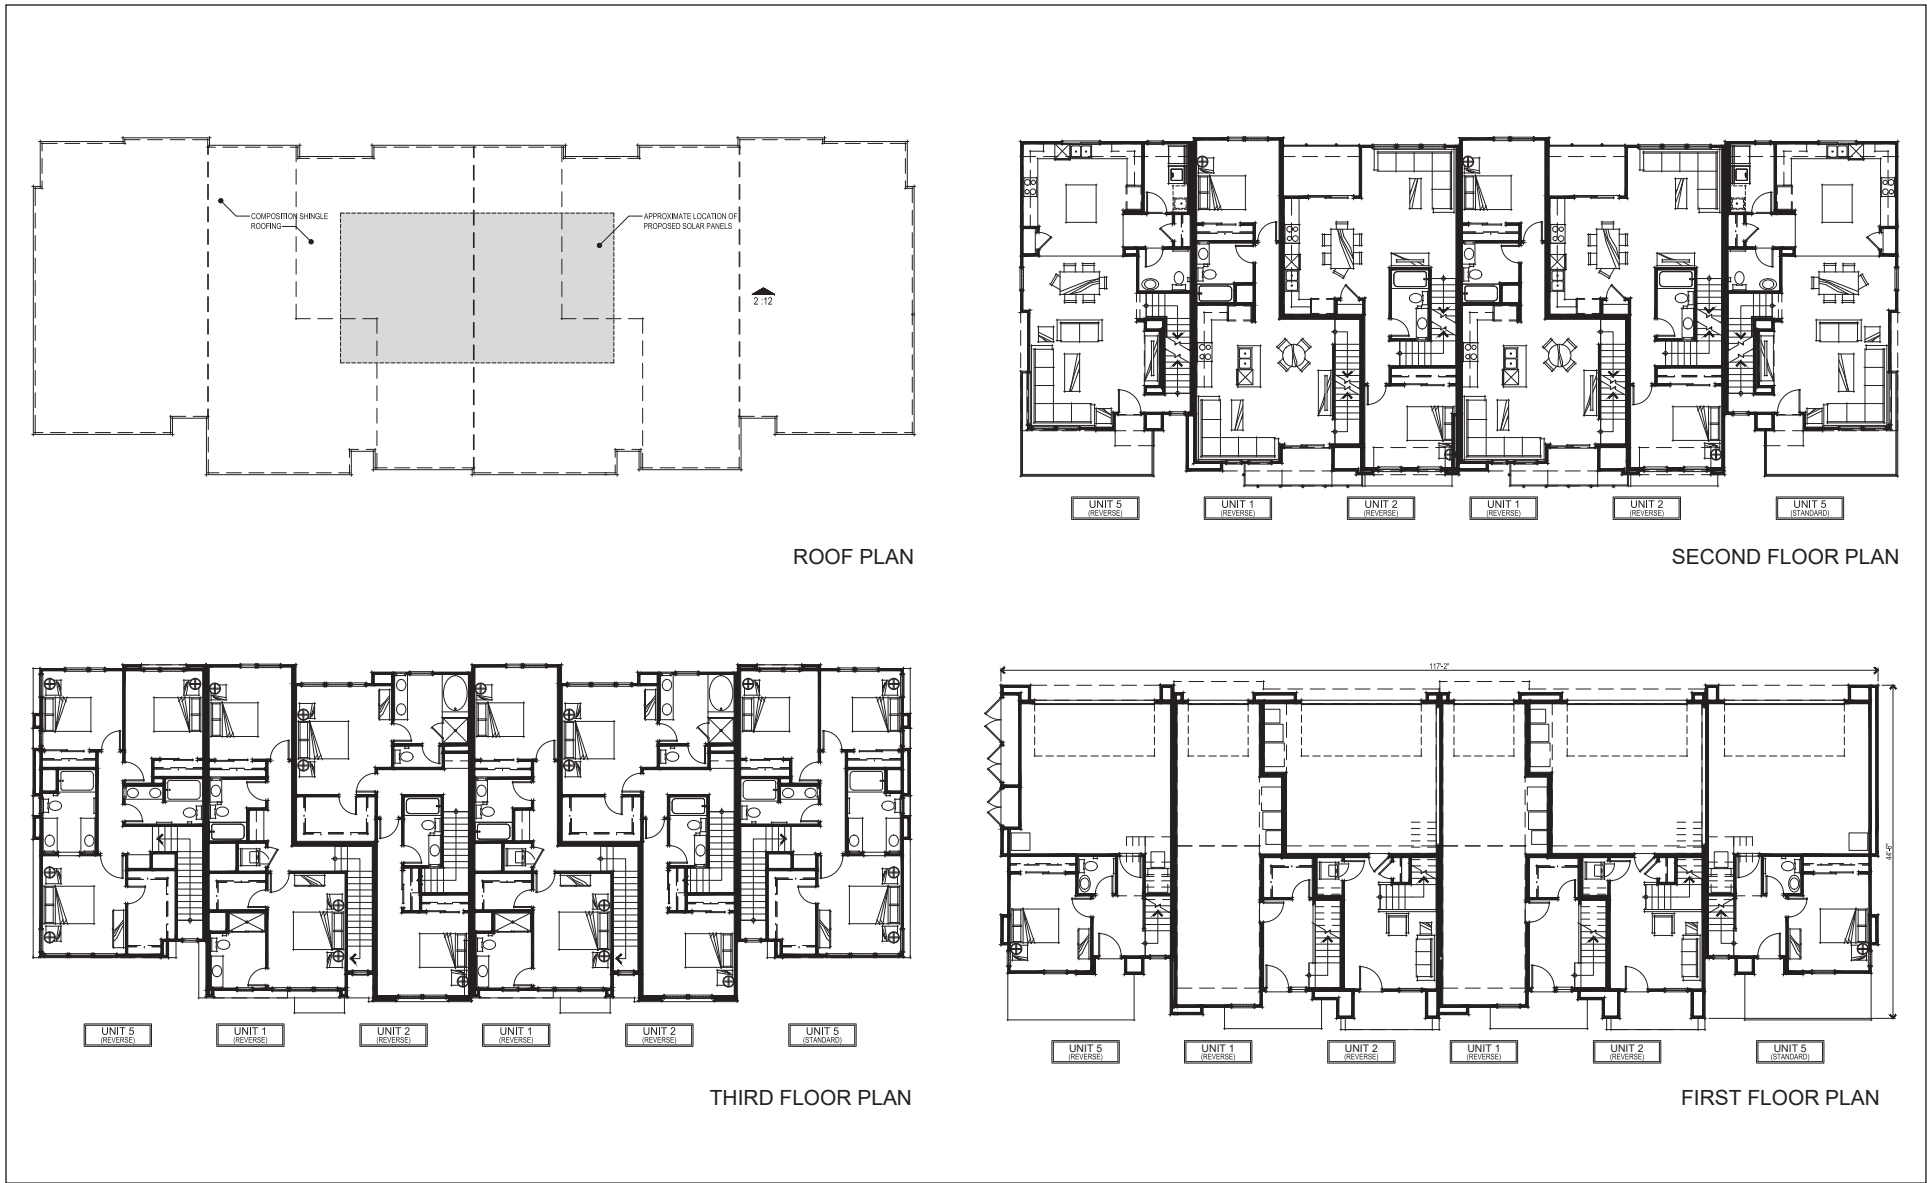 COMPOSITION SHINGLE
ROOFING
APPROXIMATE LOCATION OF
PROPOSED SOLAR PANELS
2 :12
ROOF PLAN
UNIT 5
(REVERSE)
UNIT 1
(REVERSE)
UNIT 2
(REVERSE)
UNIT 1
(REVERSE)
UNIT 2
(REVERSE)
UNIT 5
(STANDARD)
SECOND FLOOR PLAN
UNIT 5
(REVERSE)
UNIT 1
(REVERSE)
UNIT 2
(REVERSE)
UNIT 1
(REVERSE)
UNIT 2
(REVERSE)
UNIT 5
(STANDARD)
THIRD FLOOR PLAN
117'-2"
44'-6"
UNIT 5
(REVERSE)
UNIT 1
(REVERSE)
UNIT 2
(REVERSE)
UNIT 1
(REVERSE)
UNIT 2
(REVERSE)
UNIT 5
(STANDARD)
FIRST FLOOR PLAN